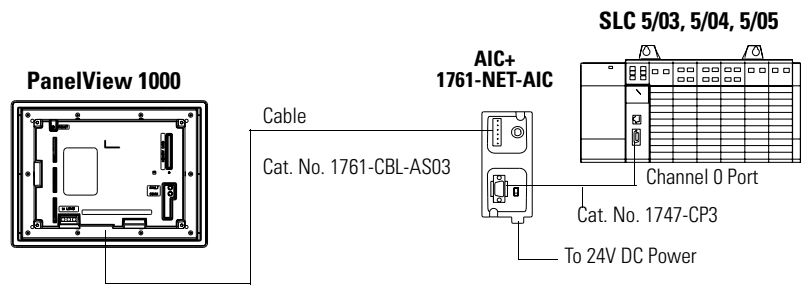 SLC 5/03, 5/04, 5/05
AIC+
1761-NET-AIC
PanelView 1000
Cable
Cat. No. 1761-CBL-AS03
Channel 0 Port
Cat. No. 1747-CP3
To 24V DC Power